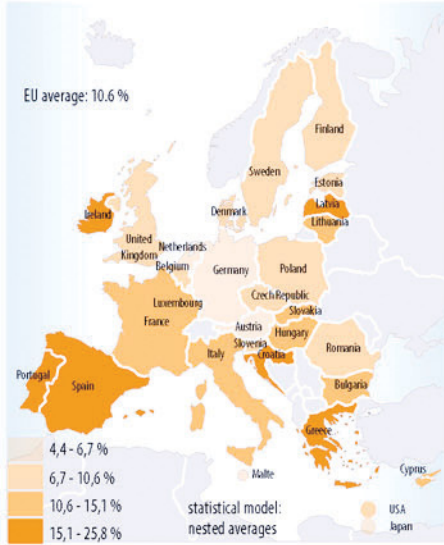 EU average: 10.6 %
Finland
Sweden
Estonia
Latvia
Lithuania
Denmark
Ireland
United
Kingdom
Netherlands
Belgium
Germany
Poland
Luxembourg
Czech Republic
Slovakia
France
Austria
Hungary
Slovenia
Romania
Italy
Croatia
Bulgaria
Portugal
Spain
Greece
Malte
Cyprus
4,4 - 6,7 %
6,7 - 10,6 %
10,6 - 15,1 %
15,1 - 25,8 %
statistical model:
nested averages
USA
Japan